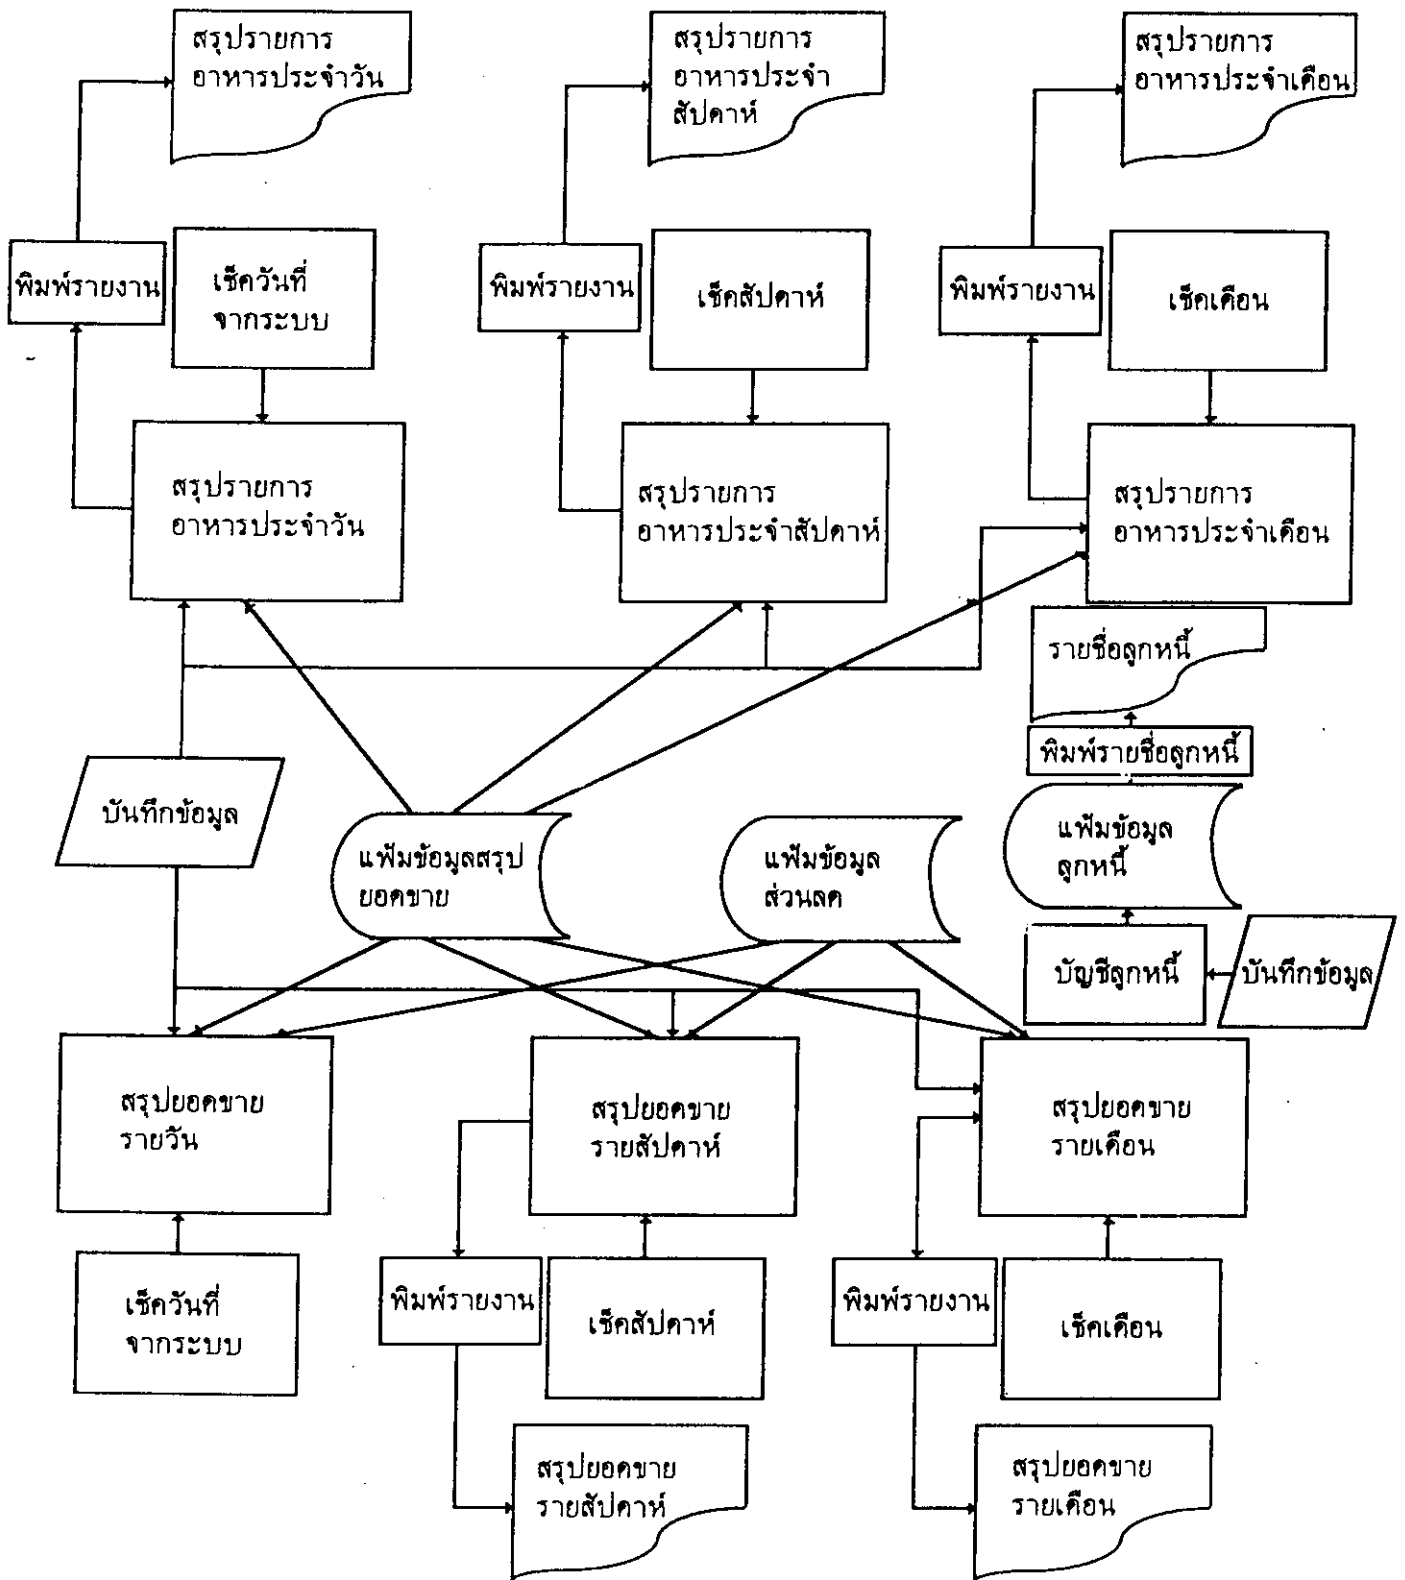 สรุปรายการ
อาหารประจำวัน
สรุปรายการ
อาหารประจำ
สัปดาห์
สรุปรายการ
อาหารประจำเดือน
พิมพ์รายงาน
เช็ควันที่
จากระบบ
พิมพ์รายงาน
เช็คสัปดาห์
พิมพ์รายงาน
เช็คเดือน
สรุปรายการ
อาหารประจำวัน
สรุปรายการ
อาหารประจำสัปดาห์
สรุปรายการ
อาหารประจำเดือน
รายชื่อลูกหนี้
พิมพ์รายชื่อลูกหนี้
บันทึกข้อมูล
แฟ้มข้อมูลสรุป
ยอดขาย
แฟ้มข้อมูล
ส่วนลด
แฟ้มข้อมูล
ลูกหนี้
บัญชีลูกหนี้
บันทึกข้อมูล
สรุปยอดขาย
รายวัน
สรุปยอดขาย
รายสัปดาห์
สรุปยอดขาย
รายเดือน
เช็ควันที่
จากระบบ
พิมพ์รายงาน
เช็คสัปดาห์
พิมพ์รายงาน
เช็คเดือน
สรุปยอดขาย
รายสัปดาห์
สรุปยอดขาย
รายเดือน